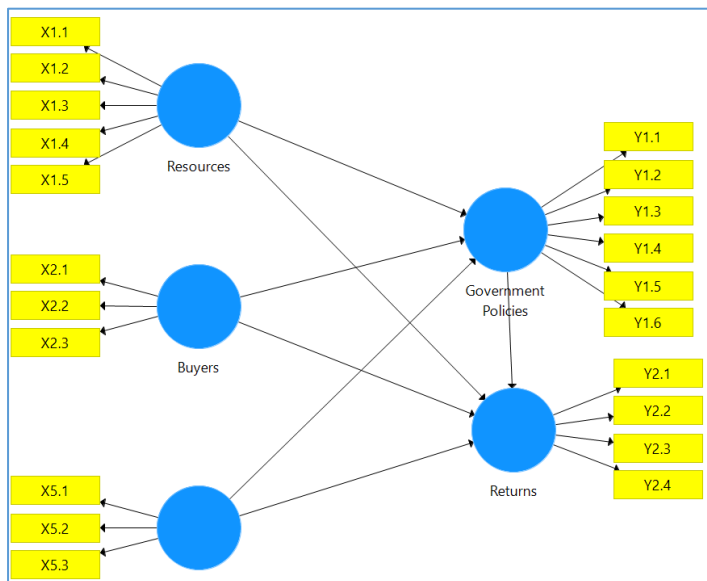 X1.1
X1.2
X1.3
X1.4
X1.5
Resources
X2.1
X2.2
X2.3
Buyers
X5.1
X5.2
X5.3
Government
Policies
Y1.1
Y1.2
Y1.3
Y1.4
Y1.5
Y1.6
Returns
Y2.1
Y2.2
Y2.3
Y2.4